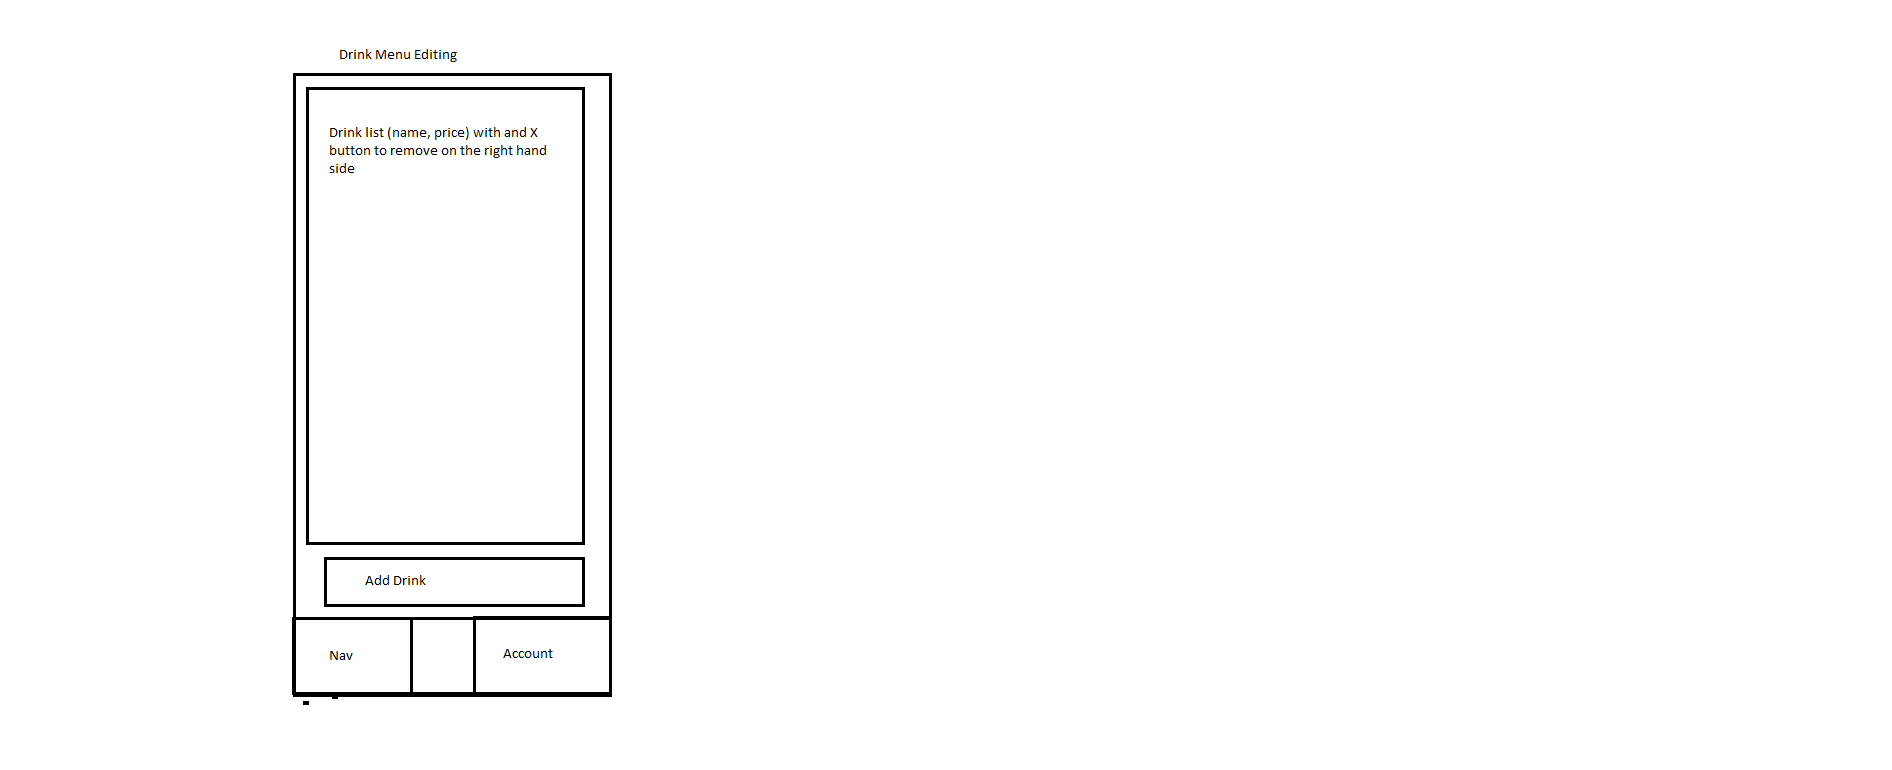 Drink Menu Editing
Drink list (name, price) with and X
button to remove on the right hand
side
Add Drink
Nav
Account